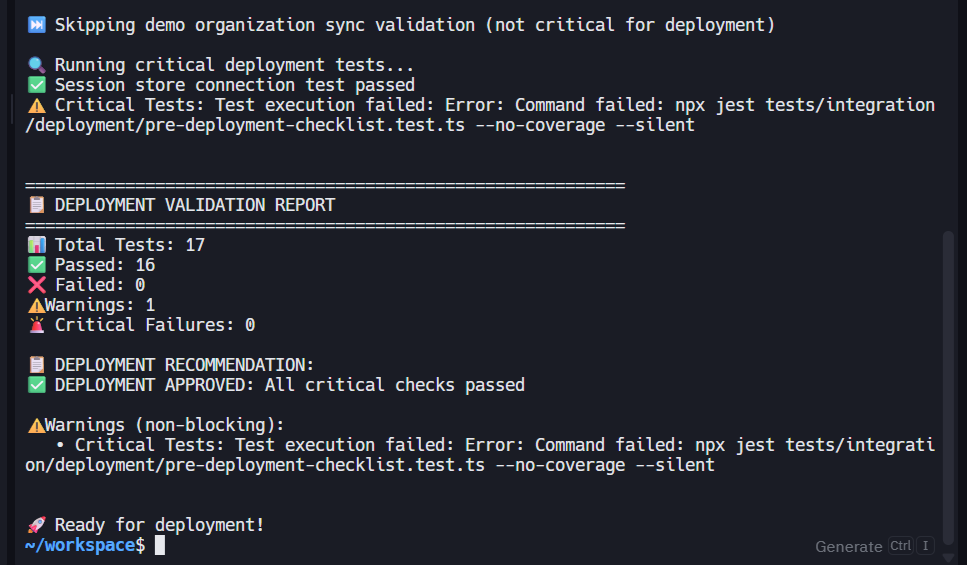 ⏭️ Skipping demo organization sync validation (not critical for deployment)
🔍 Running critical deployment tests...
✅ Session store connection test passed
⚠️ Critical Tests: Test execution failed: Error: Command failed: npx jest tests/integration
/deployment/pre-deployment-checklist.test.ts --no-coverage --silent
============================================================
📋 DEPLOYMENT VALIDATION REPORT
============================================================
📊 Total Tests: 17
✅ Passed: 16
❌ Failed: 0
⚠️Warnings: 1
🚨 Critical Failures: 0
📋 DEPLOYMENT RECOMMENDATION:
✅ DEPLOYMENT APPROVED: All critical checks passed
⚠️Warnings (non-blocking):
• Critical Tests: Test execution failed: Error: Command failed: npx jest tests/integrati
on/deployment/pre-deployment-checklist.test.ts --no-coverage --silent
🚀 Ready for deployment!
~/workspace$
Generate Ctrl I